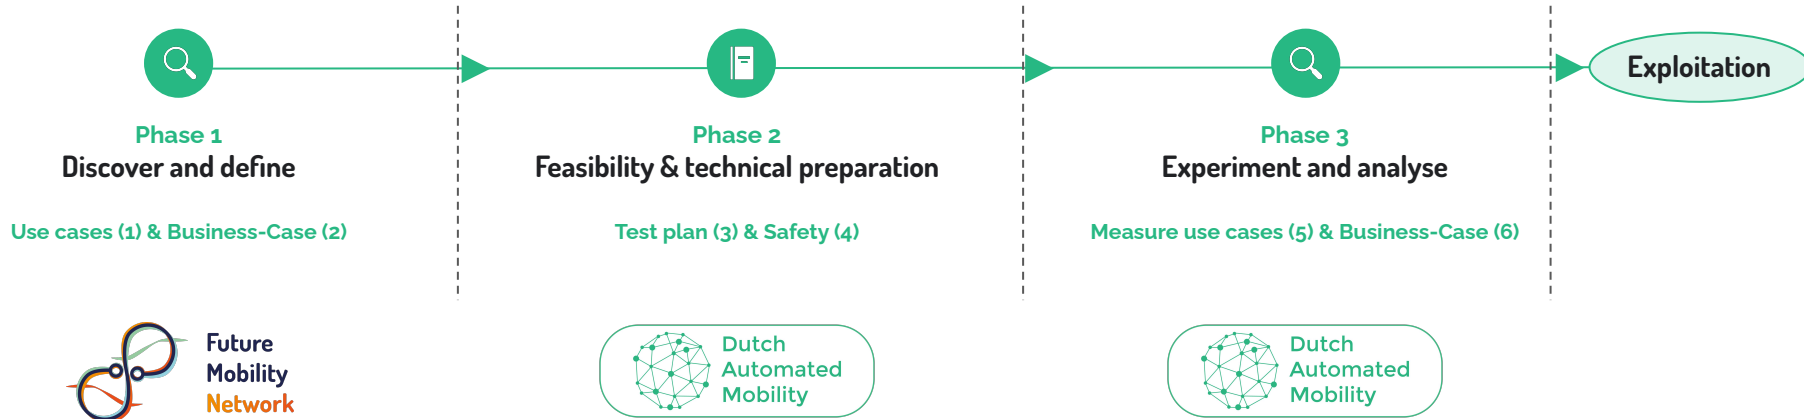 Exploitation
Phase 1
Discover and define
Use cases (1) & Business-Case (2)
Phase 2
Feasibility & technical preparation
Test plan (3) & Safety (4)
Phase 3
Experiment and analyse
Measure use cases (5) & Business-Case (6)
Future
Mobility
Network
Dutch
Automated
Mobility
Dutch
Automated
Mobility